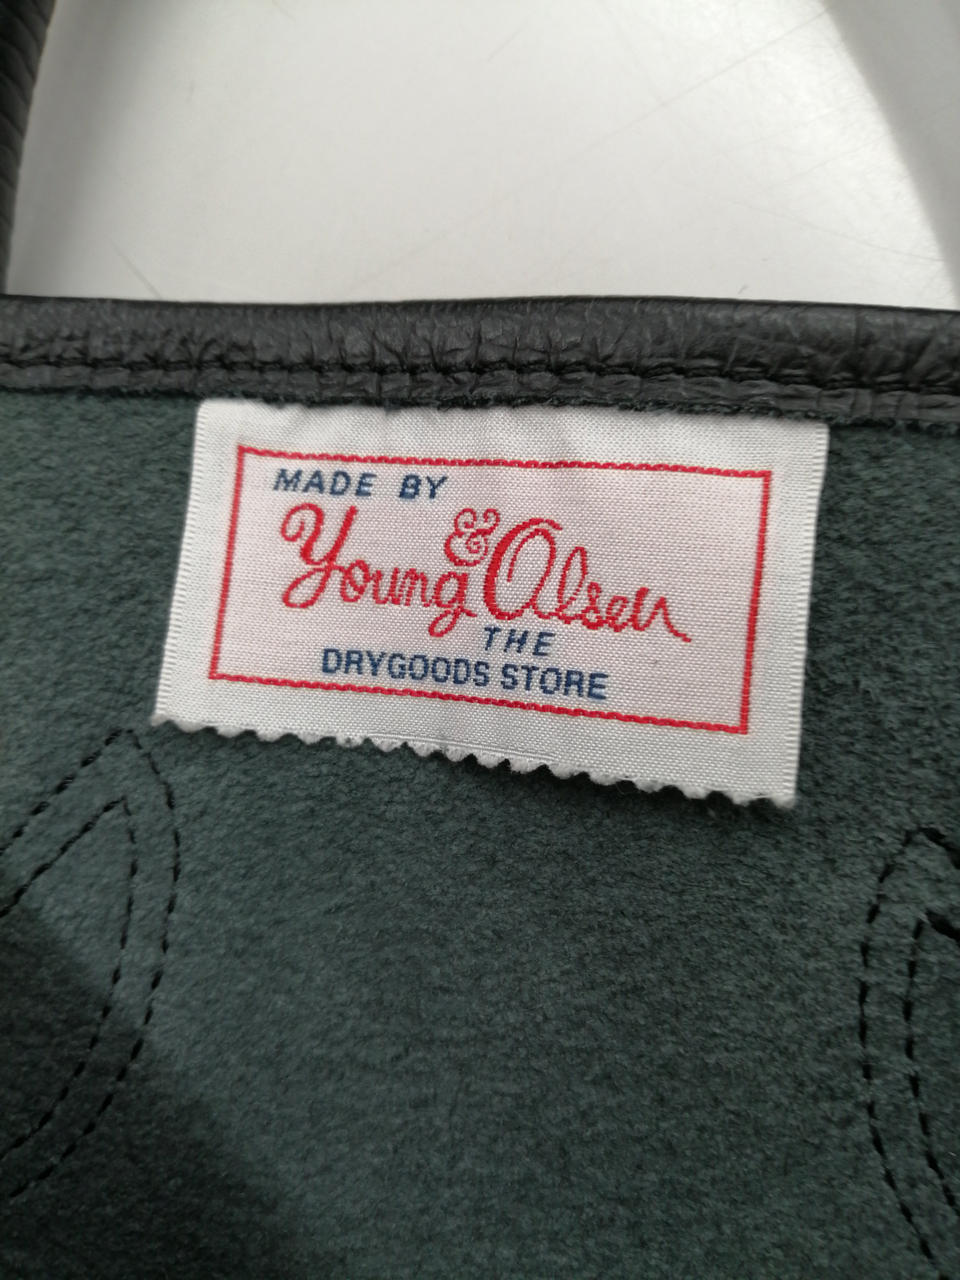 MADE BY
Young & Olsen
THE
DRYGOODS STORE